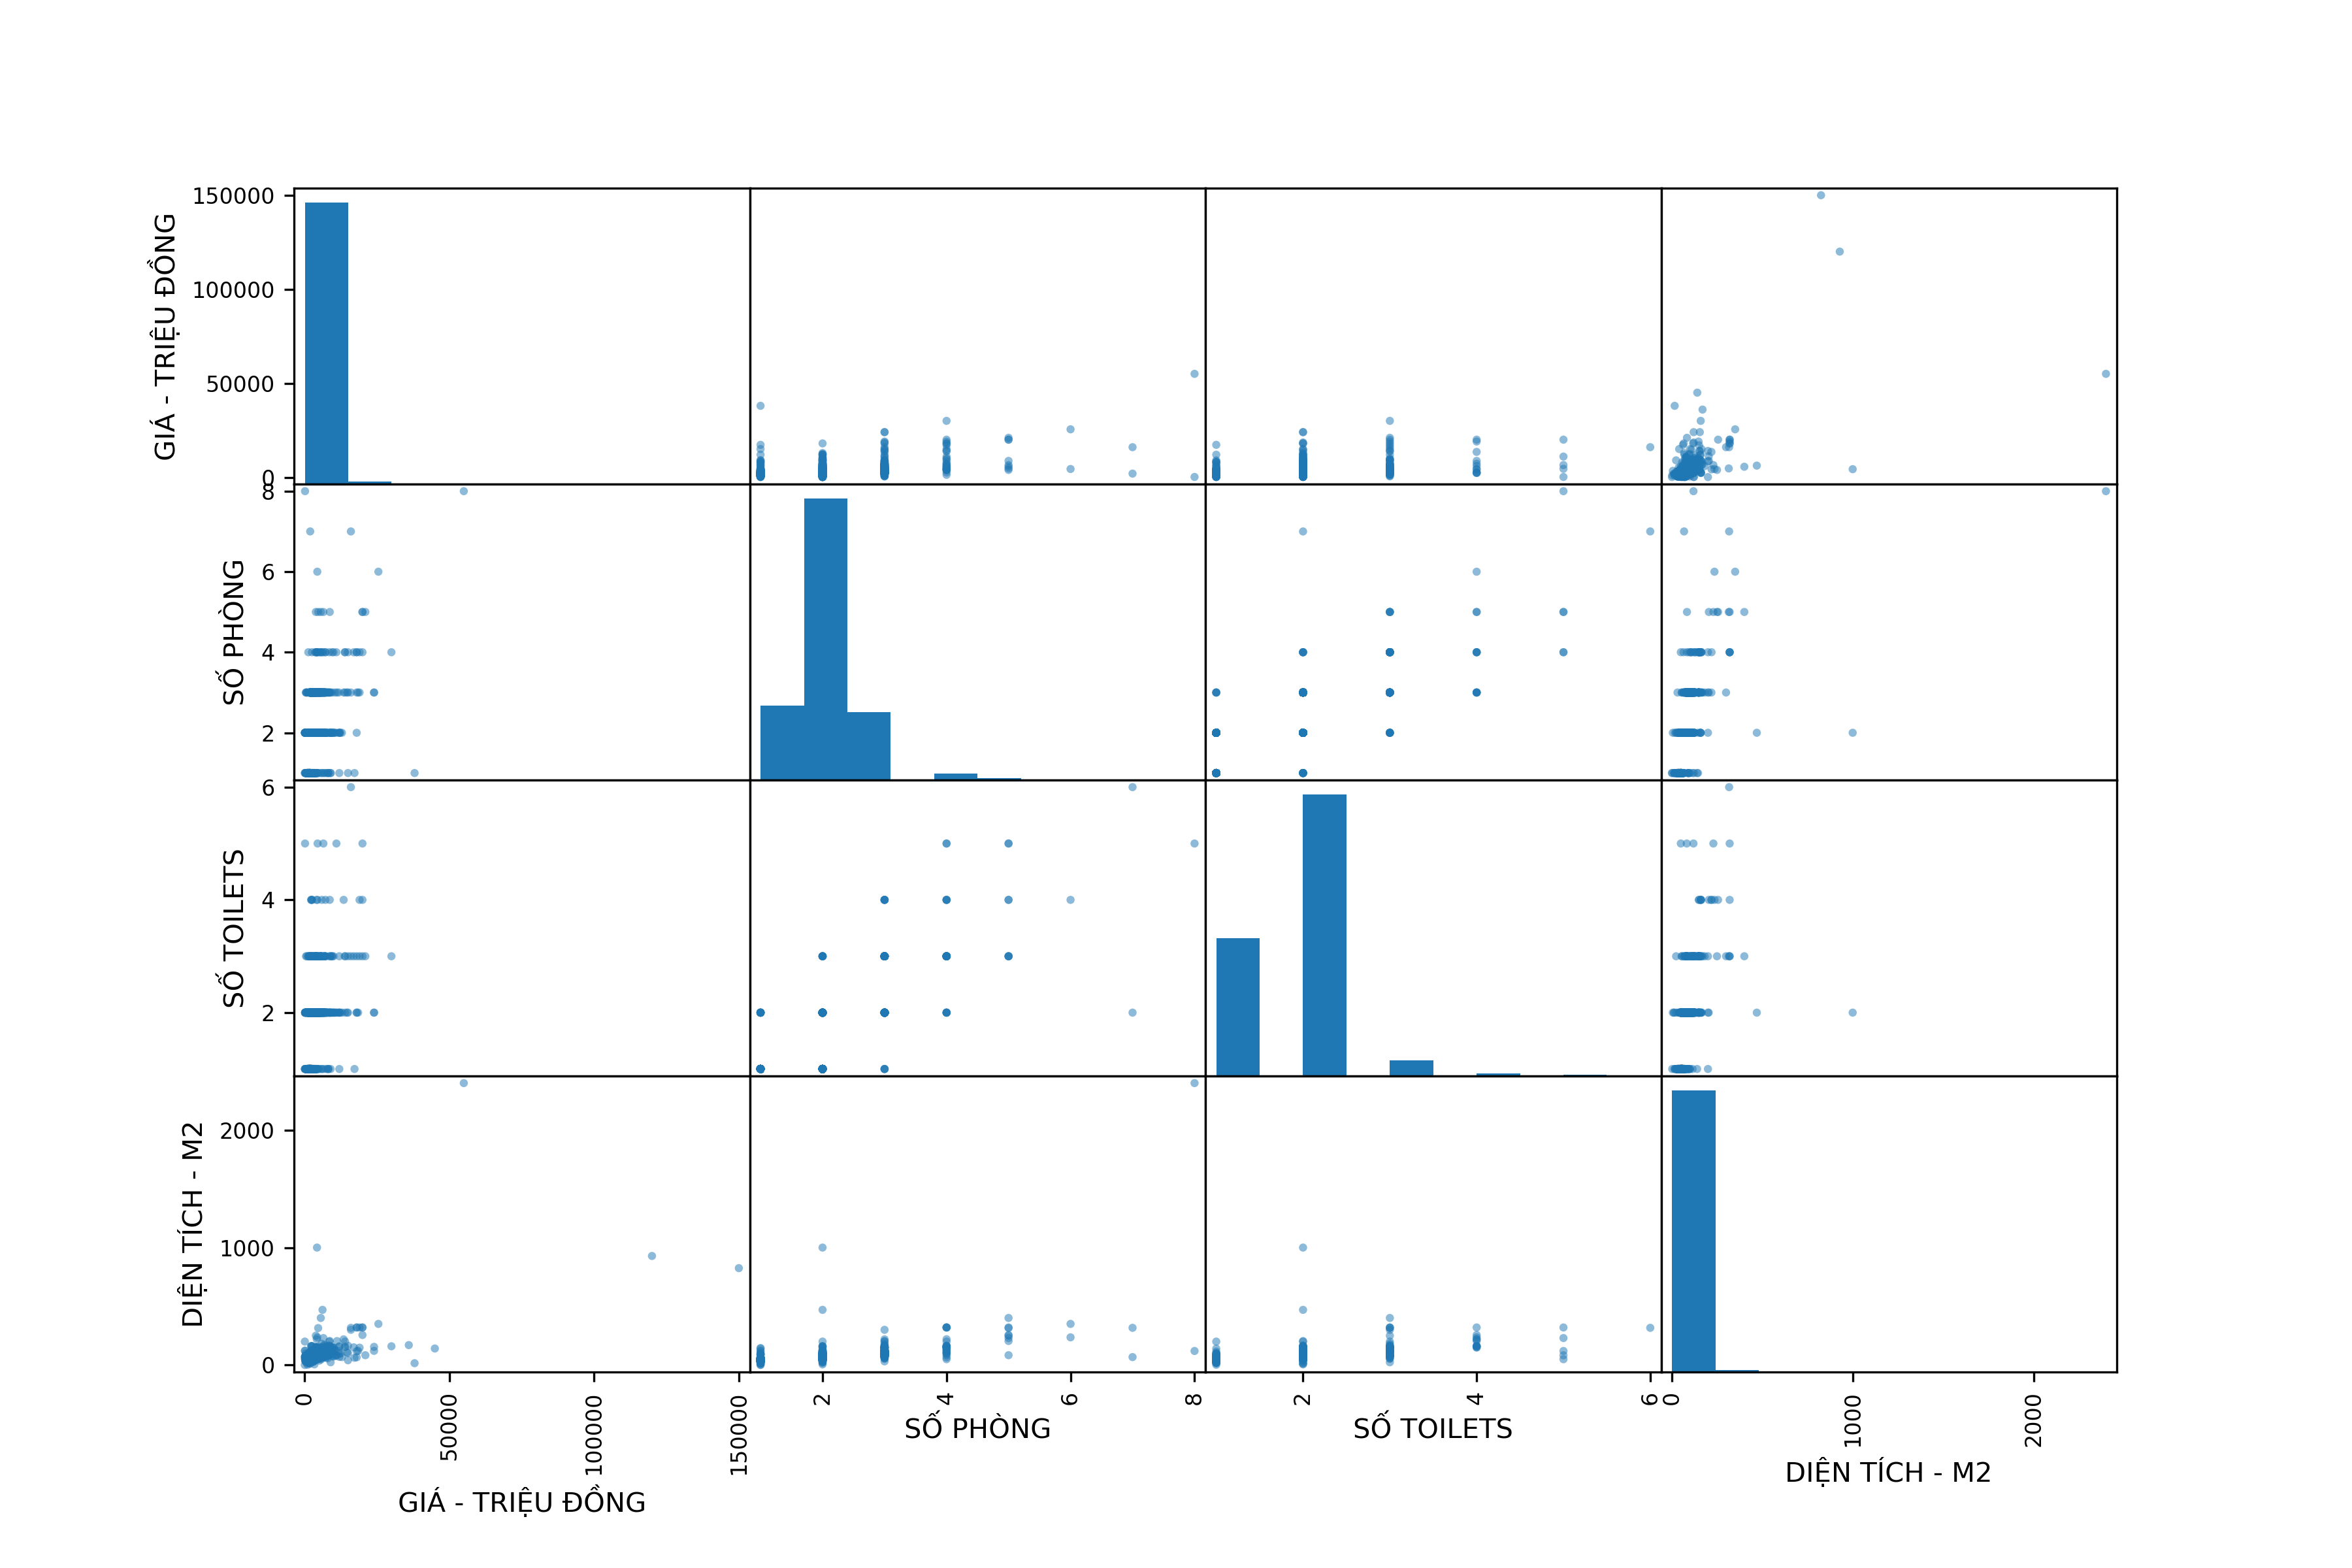 150000
100000
50000
0
GIÁ - TRIỆU ĐỒNG
8
6
4
2
SỐ PHÒNG
6
4
2
SỐ TOILETS
2000
1000
0
DIỆN TÍCH - M2
0 50000 100000 150000
2 4 6 8
2 4 6
0 1000 2000
GIÁ - TRIỆU ĐỒNG
SỐ PHÒNG
SỐ TOILETS
DIỆN TÍCH - M2